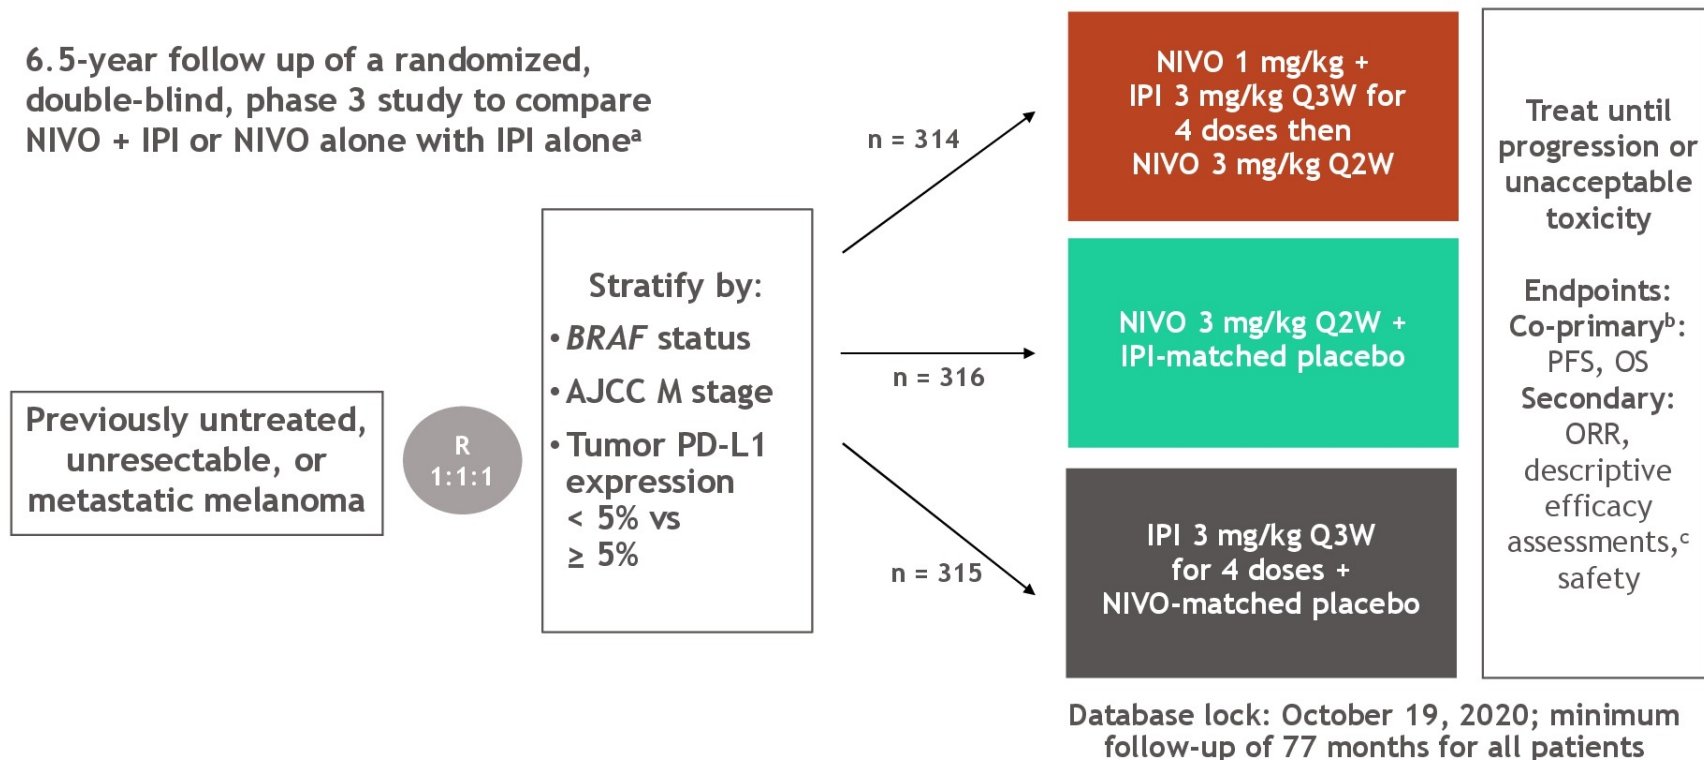 6.5-year follow up of a randomized,
double-blind, phase 3 study to compare
NIVO + IPI or NIVO alone with IPI aloneᵃ
Previously untreated,
unresectable, or
metastatic melanoma
R
1:1:1
Stratify by:
• BRAF status
• AJCC M stage
• Tumor PD-L1
expression
< 5% vs
≥ 5%
n = 314
n = 316
n = 315
NIVO 1 mg/kg +
IPI 3 mg/kg Q3W for
4 doses then
NIVO 3 mg/kg Q2W
NIVO 3 mg/kg Q2W +
IPI-matched placebo
IPI 3 mg/kg Q3W
for 4 doses +
NIVO-matched placebo
Treat until
progression or
unacceptable
toxicity
Endpoints:
Co-primaryᵇ:
PFS, OS
Secondary:
ORR,
descriptive
efficacy
assessments,ᶜ
safety
Database lock: October 19, 2020; minimum
follow-up of 77 months for all patients